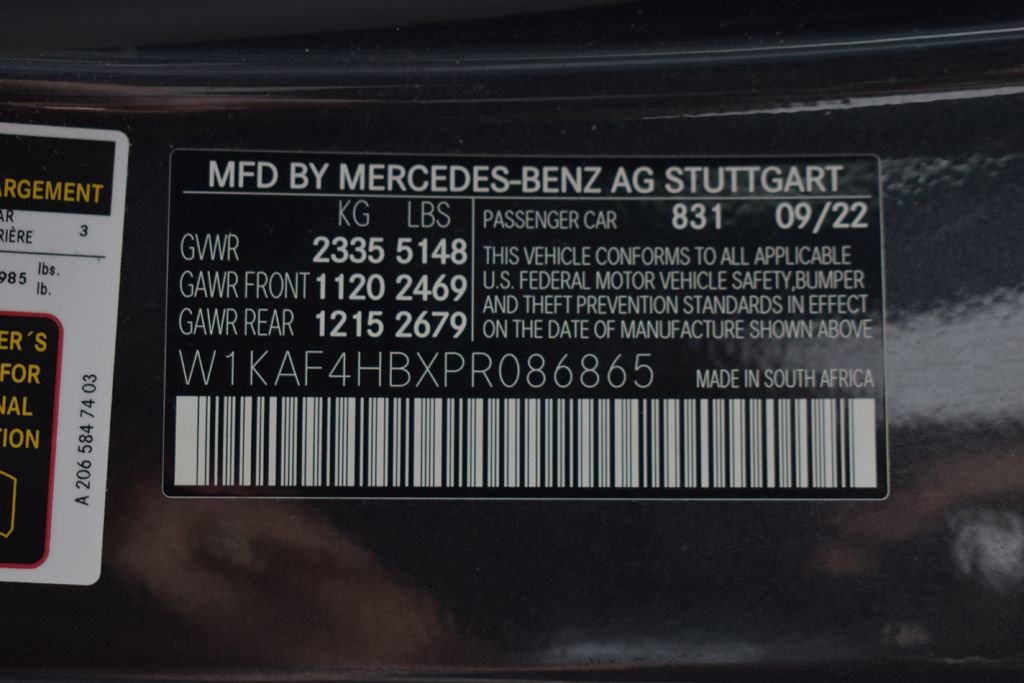 ARGEMENT
AR
RIÈRE 3
985 lbs.
lb.
ER´S
FOR
NAL
TION
A 206 584 74 03
MFD BY MERCEDES-BENZ AG STUTTGART
KG LBS
GVWR 2335 5148
GAWR FRONT 1120 2469
GAWR REAR 1215 2679
PASSENGER CAR 831 09/22
THIS VEHICLE CONFORMS TO ALL APPLICABLE
U.S. FEDERAL MOTOR VEHICLE SAFETY,BUMPER
AND THEFT PREVENTION STANDARDS IN EFFECT
ON THE DATE OF MANUFACTURE SHOWN ABOVE
W1KAF4HBXPR086865 MADE IN SOUTH AFRICA